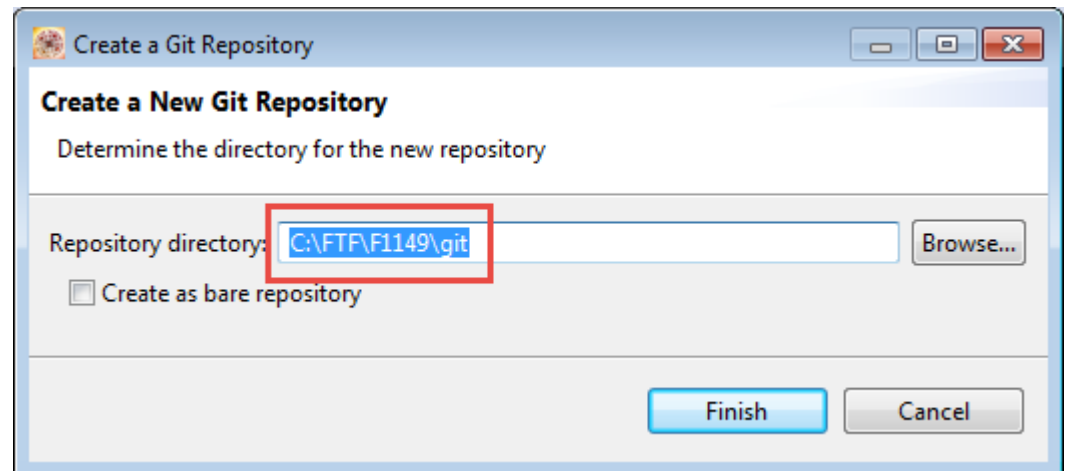 Create a Git Repository
Create a New Git Repository
Determine the directory for the new repository
Repository directory: C:\FTF\F1149\git Browse...
Create as bare repository
Finish Cancel